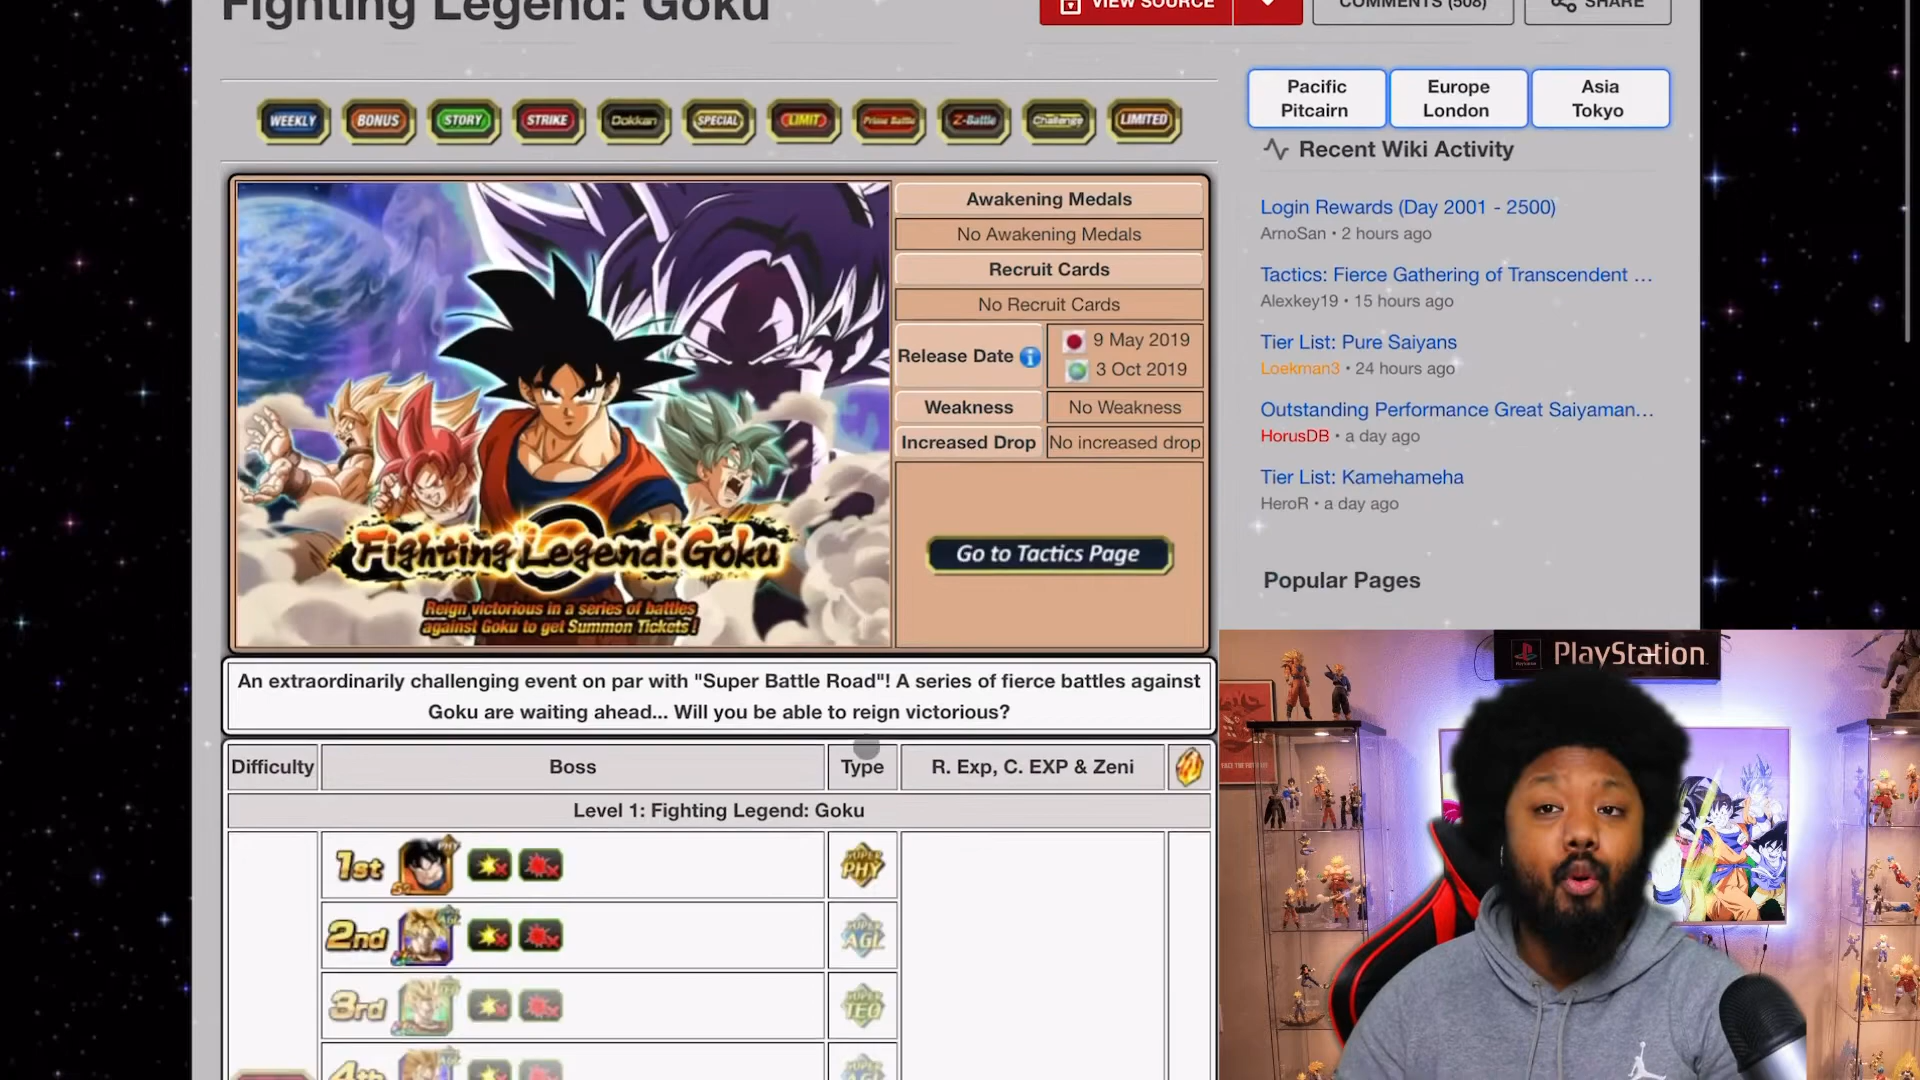 Fighting Legend: Goku
VIEW SOURCE
COMMENTS (508)
SHARE
WEEKLY
BONUS
STORY
STRIKE
Dokkan
SPECIAL
LIMIT
Prime Battle
Z-Battle
Challenge
LIMITED
Pacific
Pitcairn
Europe
London
Asia
Tokyo
Recent Wiki Activity
Login Rewards (Day 2001 - 2500)
ArnoSan • 2 hours ago
Tactics: Fierce Gathering of Transcendent ...
Alexkey19 • 15 hours ago
Tier List: Pure Saiyans
Loekman3 • 24 hours ago
Outstanding Performance Great Saiyaman...
HorusDB • a day ago
Tier List: Kamehameha
HeroR • a day ago
Popular Pages
Awakening Medals
No Awakening Medals
Recruit Cards
No Recruit Cards
Release Date
9 May 2019
3 Oct 2019
Weakness
No Weakness
Increased Drop
No increased drop
Go to Tactics Page
Fighting Legend: Goku
Reign victorious in a series of battles
against Goku to get Summon Tickets!
An extraordinarily challenging event on par with "Super Battle Road"! A series of fierce battles against
Goku are waiting ahead... Will you be able to reign victorious?
Difficulty
Boss
Type
R. Exp, C. EXP & Zeni
Level 1: Fighting Legend: Goku
1st
SUPER PHY
2nd
SUPER AGL
3rd
SUPER TEQ
4th
PlayStation